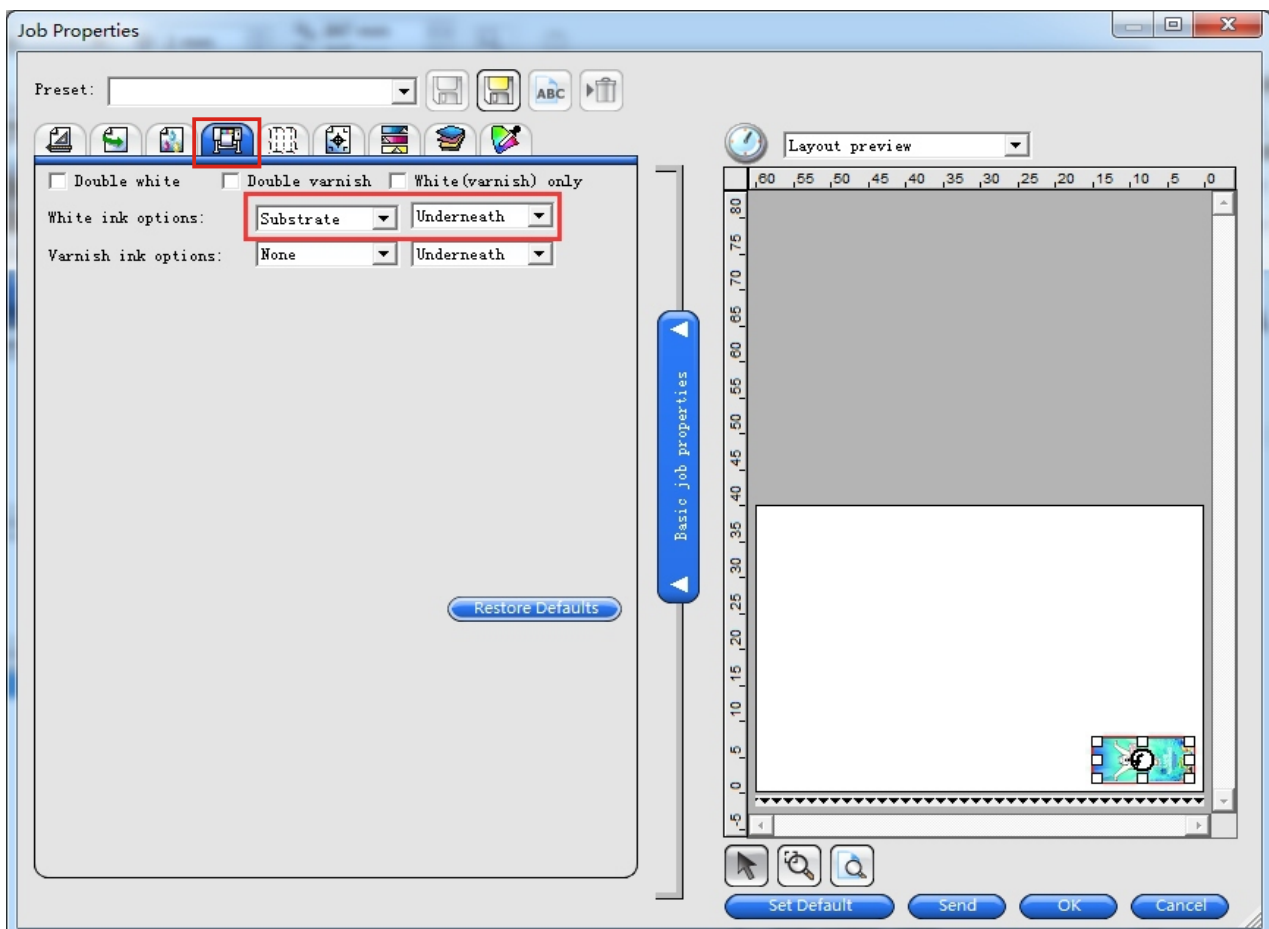 Job Properties
Preset:
ABC
Double white Double varnish White(varnish) only
White ink options: Substrate Underneath
Varnish ink options: None Underneath
Restore Defaults
Basic job properties
Layout preview
60 55 50 45 40 35 30 25 20 15 10 5 0
80
75
70
65
60
55
50
45
40
35
30
25
20
15
10
5
0
-5
Set Default Send OK Cancel